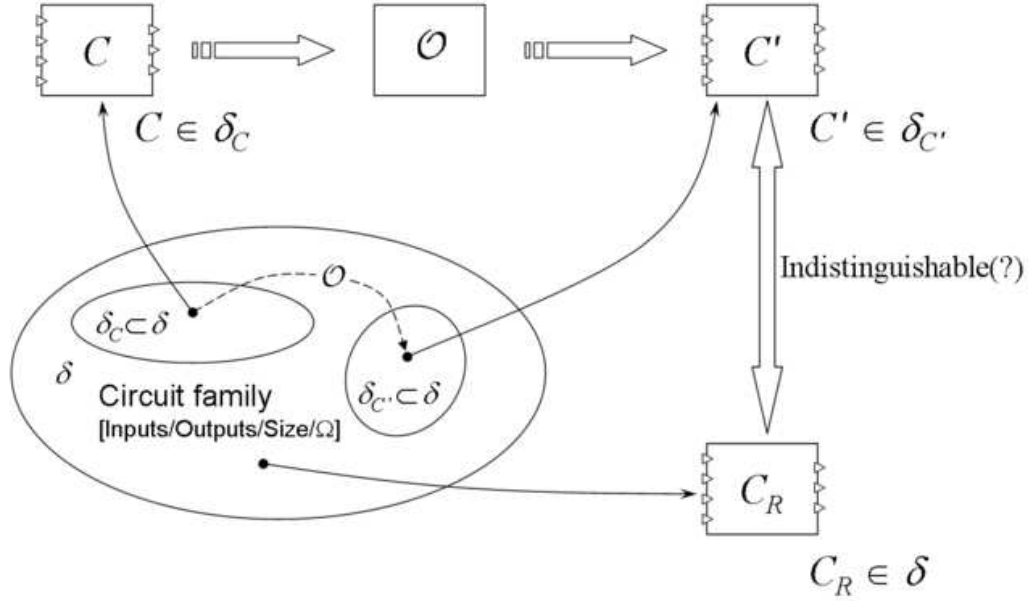 C
𝒪
C'
C ∈ δ_C
C' ∈ δ_C'
𝒪
δ_C ⊂ δ
δ
δ_C' ⊂ δ
Circuit family
[Inputs/Outputs/Size/Ω]
Indistinguishable(?)
C_R
C_R ∈ δ